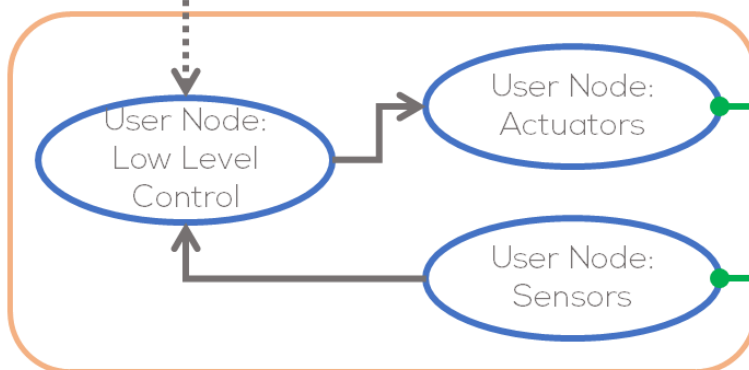 User Node:
Low Level
Control
User Node:
Actuators
User Node:
Sensors